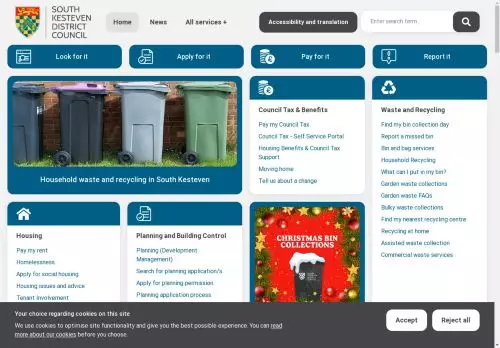 SOUTH
KESTEVEN
DISTRICT
COUNCIL
Home
News
All services +
Accessibility and translation
Enter search term...
Look for it
Apply for it
Pay for it
Report it
Household waste and recycling in South Kesteven
Council Tax & Benefits
Pay my Council Tax
Council Tax - Self Service Portal
Housing Benefits & Council Tax
Support
Moving home
Tell us about a change
Waste and Recycling
Find my bin collection day
Report a missed bin
Bin and bag services
Household Recycling
What can I put in my bin?
Garden waste collections
Garden waste FAQs
Bulky waste collections
Find my nearest recycling centre
Recycling at home
Assisted waste collection
Commercial waste services
Housing
Pay my rent
Homelessness
Apply for social housing
Housing issues and advice
Tenant Involvement
Planning and Building Control
Planning (Development
Management)
Search for planning application's
Apply for planning permission
Planning application process
CHRISTMAS BIN
COLLECTIONS
Your choice regarding cookies on this site
We use cookies to optimise site functionality and give you the best possible experience. You can read
more about our cookies before you choose.
Accept
Reject all